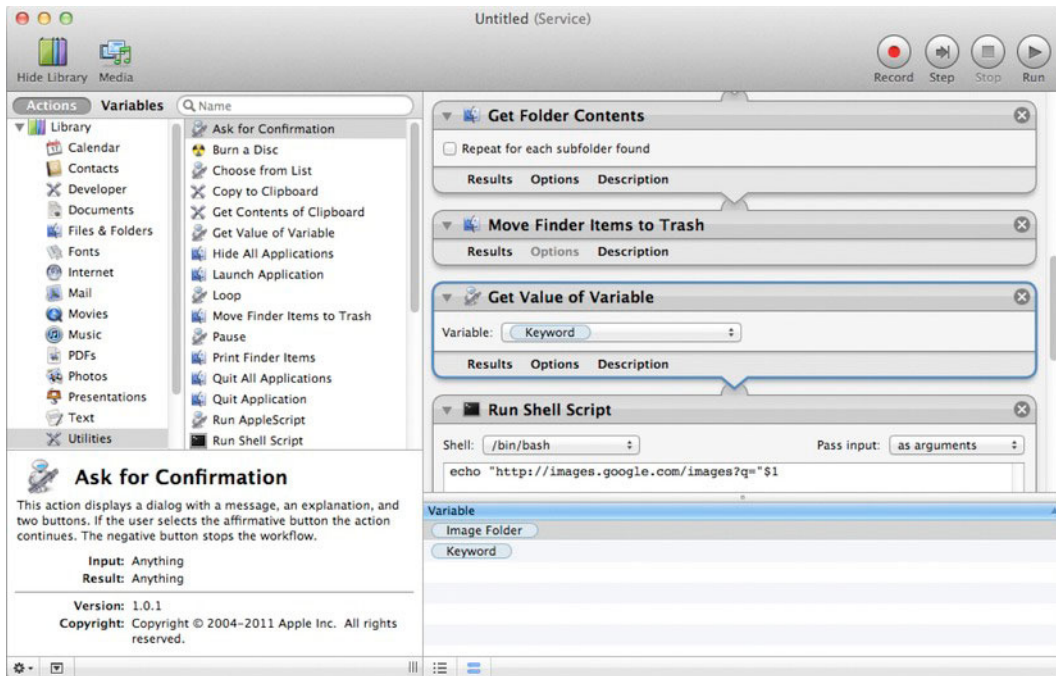 Untitled (Service)
Hide Library Media
Record Step Stop Run
Actions Variables Name
Library
Calendar
Contacts
Developer
Documents
Files & Folders
Fonts
Internet
Mail
Movies
Music
PDFs
Photos
Presentations
Text
Utilities
Ask for Confirmation
Burn a Disc
Choose from List
Copy to Clipboard
Get Contents of Clipboard
Get Value of Variable
Hide All Applications
Launch Application
Loop
Move Finder Items to Trash
Pause
Print Finder Items
Quit All Applications
Quit Application
Run AppleScript
Run Shell Script
Ask for Confirmation
This action displays a dialog with a message, an explanation, and
two buttons. If the user selects the affirmative button the action
continues. The negative button stops the workflow.
Input: Anything
Result: Anything
Version: 1.0.1
Copyright: Copyright © 2004-2011 Apple Inc. All rights
reserved.
Get Folder Contents
Repeat for each subfolder found
Results Options Description
Move Finder Items to Trash
Results Options Description
Get Value of Variable
Variable: Keyword
Results Options Description
Run Shell Script
Shell: /bin/bash Pass input: as arguments
echo "http://images.google.com/images?q="$1
Variable
Image Folder
Keyword